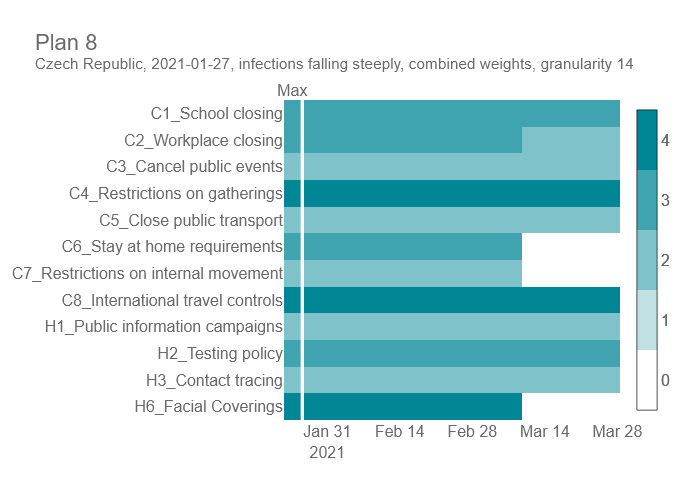 Plan 8
Czech Republic, 2021-01-27, infections falling steeply, combined weights, granularity 14
Max
C1_School closing
C2_Workplace closing
C3_Cancel public events
C4_Restrictions on gatherings
C5_Close public transport
C6_Stay at home requirements
C7_Restrictions on internal movement
C8_International travel controls
H1_Public information campaigns
H2_Testing policy
H3_Contact tracing
H6_Facial Coverings
Jan 31 Feb 14 Feb 28 Mar 14 Mar 28
2021
4
3
2
1
0